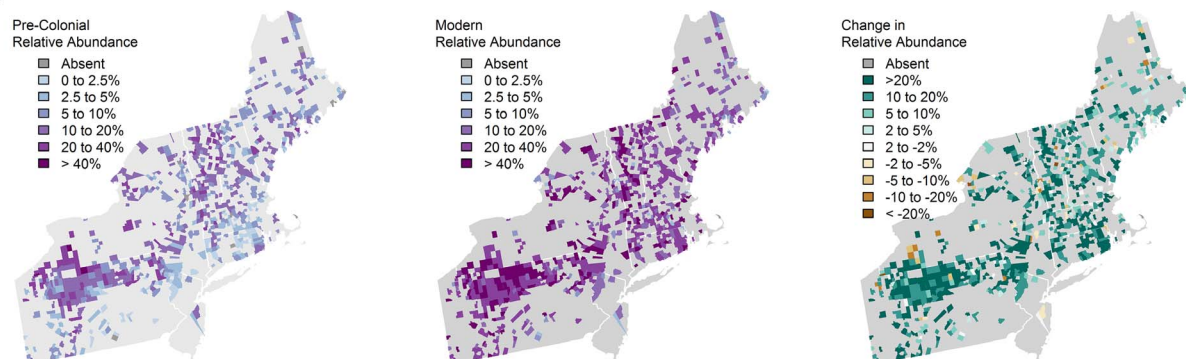 Pre-Colonial
Relative Abundance
Absent
0 to 2.5%
2.5 to 5%
5 to 10%
10 to 20%
20 to 40%
> 40%
Modern
Relative Abundance
Absent
0 to 2.5%
2.5 to 5%
5 to 10%
10 to 20%
20 to 40%
> 40%
Change in
Relative Abundance
Absent
>20%
10 to 20%
5 to 10%
2 to 5%
2 to -2%
-2 to -5%
-5 to -10%
-10 to -20%
< -20%